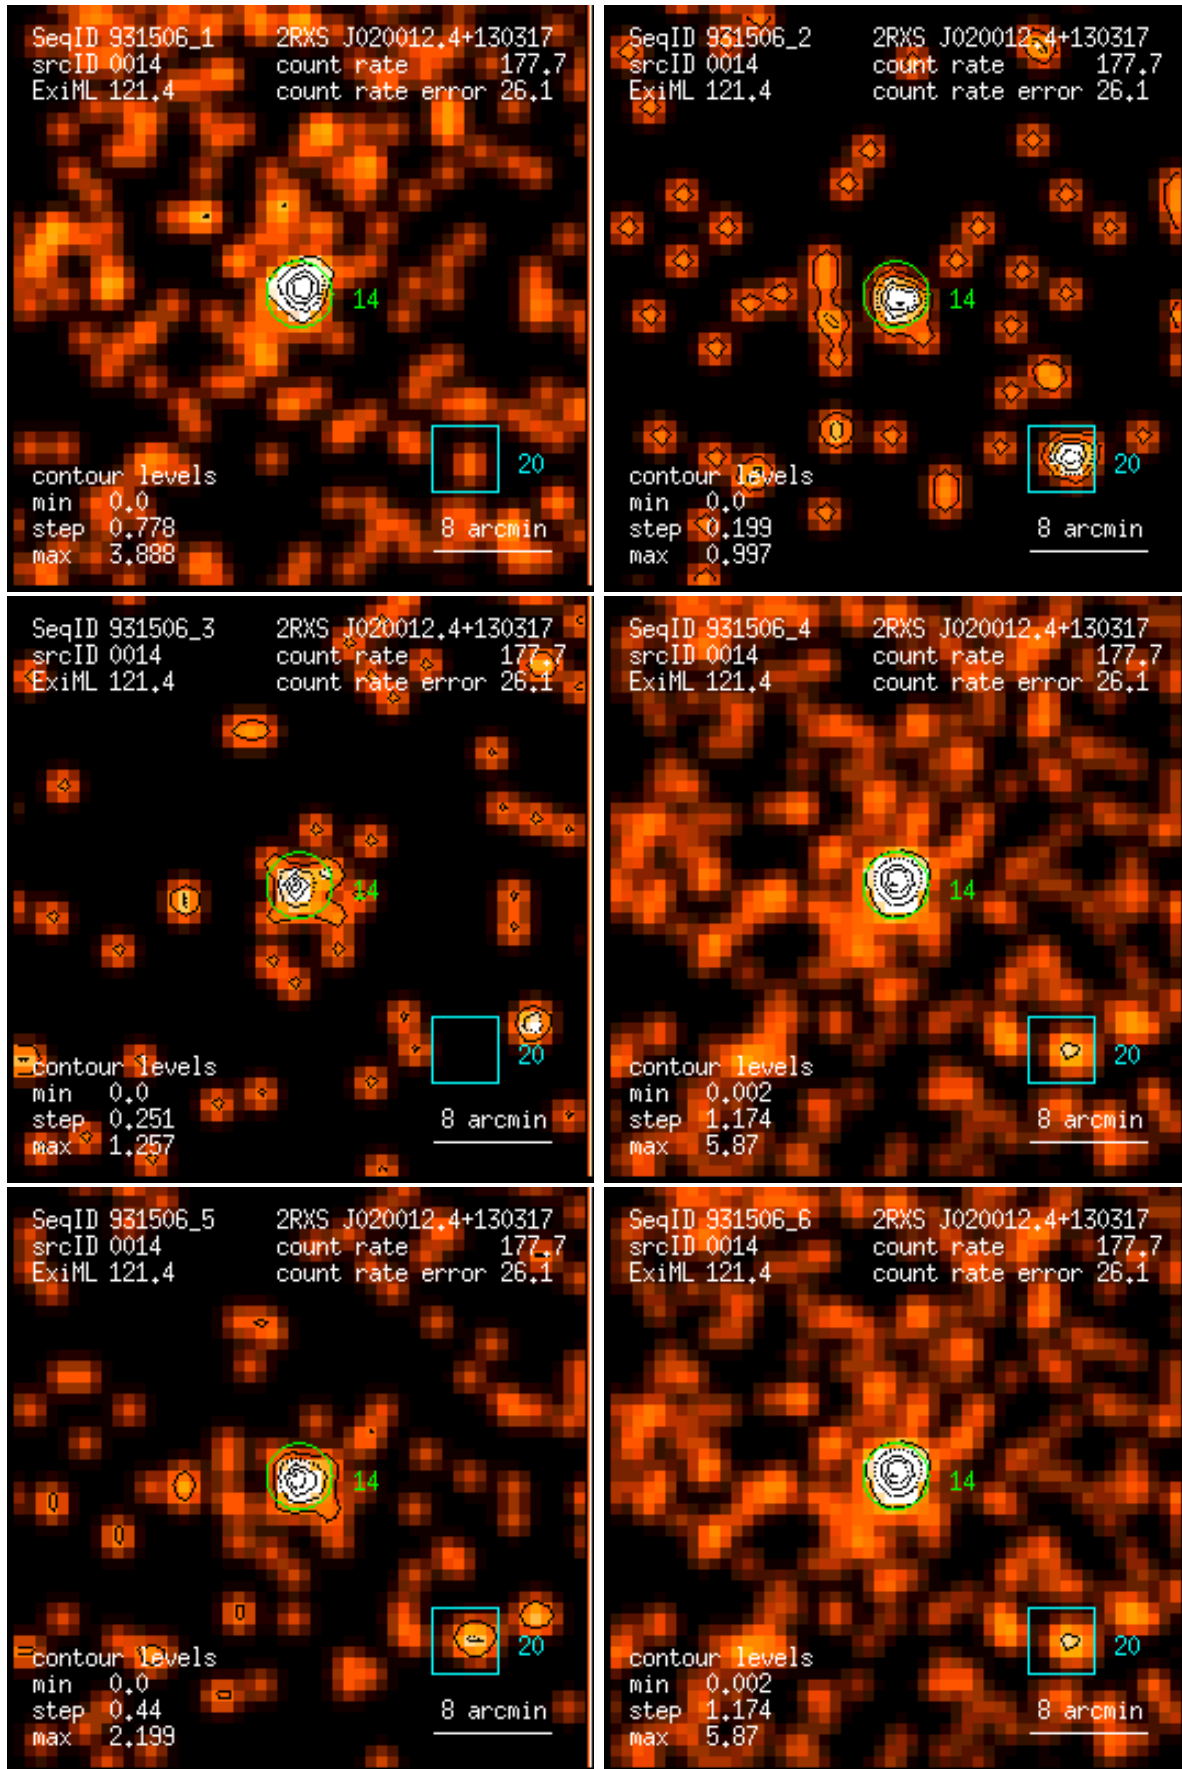 SeqID 931506_1 2RXS J020012.4+130317
srcID 0014 count rate 177.7
ExiML 121.4 count rate error 26.1
14
20
contour levels
min 0.0
step 0.778 8 arcmin
max 3.888
SeqID 931506_2 2RXS J020012.4+130317
srcID 0014 count rate 177.7
ExiML 121.4 count rate error 26.1
14
20
contour levels
min 0.0
step 0.199 8 arcmin
max 0.997
SeqID 931506_3 2RXS J020012.4+130317
srcID 0014 count rate 177.7
ExiML 121.4 count rate error 26.1
14
20
contour levels
min 0.0
step 0.251 8 arcmin
max 1.257
SeqID 931506_4 2RXS J020012.4+130317
srcID 0014 count rate 177.7
ExiML 121.4 count rate error 26.1
14
20
contour levels
min 0.002
step 1.174 8 arcmin
max 5.87
SeqID 931506_5 2RXS J020012.4+130317
srcID 0014 count rate 177.7
ExiML 121.4 count rate error 26.1
14
20
contour levels
min 0.0
step 0.44 8 arcmin
max 2.199
SeqID 931506_6 2RXS J020012.4+130317
srcID 0014 count rate 177.7
ExiML 121.4 count rate error 26.1
14
20
contour levels
min 0.002
step 1.174 8 arcmin
max 5.87